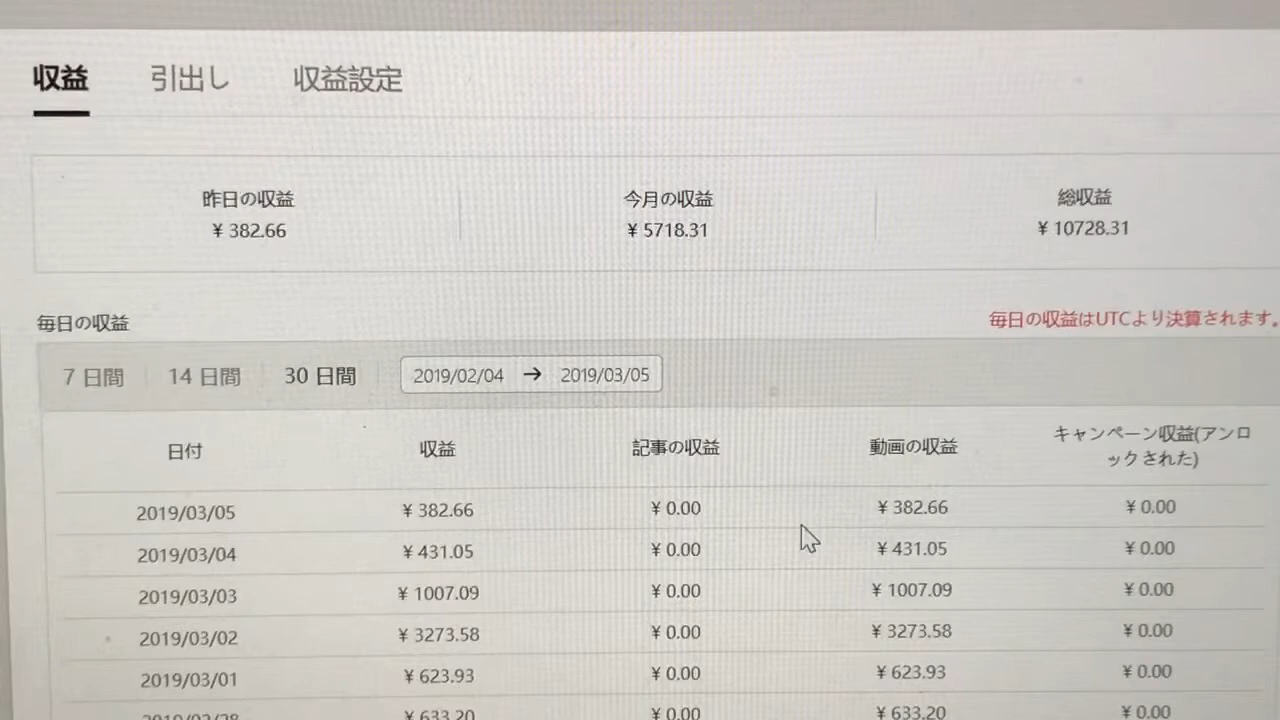 収益 引出し 収益設定
昨日の収益 今月の収益 総収益
¥ 382.66 ¥ 5718.31 ¥ 10728.31
毎日の収益 毎日の収益はUTCより決算されます。
7 日間 14 日間 30 日間 2019/02/04 → 2019/03/05
日付 収益 記事の収益 動画の収益 キャンペーン収益(アンロ
ックされた)
2019/03/05 ¥ 382.66 ¥ 0.00 ¥ 382.66 ¥ 0.00
2019/03/04 ¥ 431.05 ¥ 0.00 ¥ 431.05 ¥ 0.00
2019/03/03 ¥ 1007.09 ¥ 0.00 ¥ 1007.09 ¥ 0.00
2019/03/02 ¥ 3273.58 ¥ 0.00 ¥ 3273.58 ¥ 0.00
2019/03/01 ¥ 623.93 ¥ 0.00 ¥ 623.93 ¥ 0.00
2019/02/28 ¥ 633.20 ¥ 0.00 ¥ 633.20 ¥ 0.00